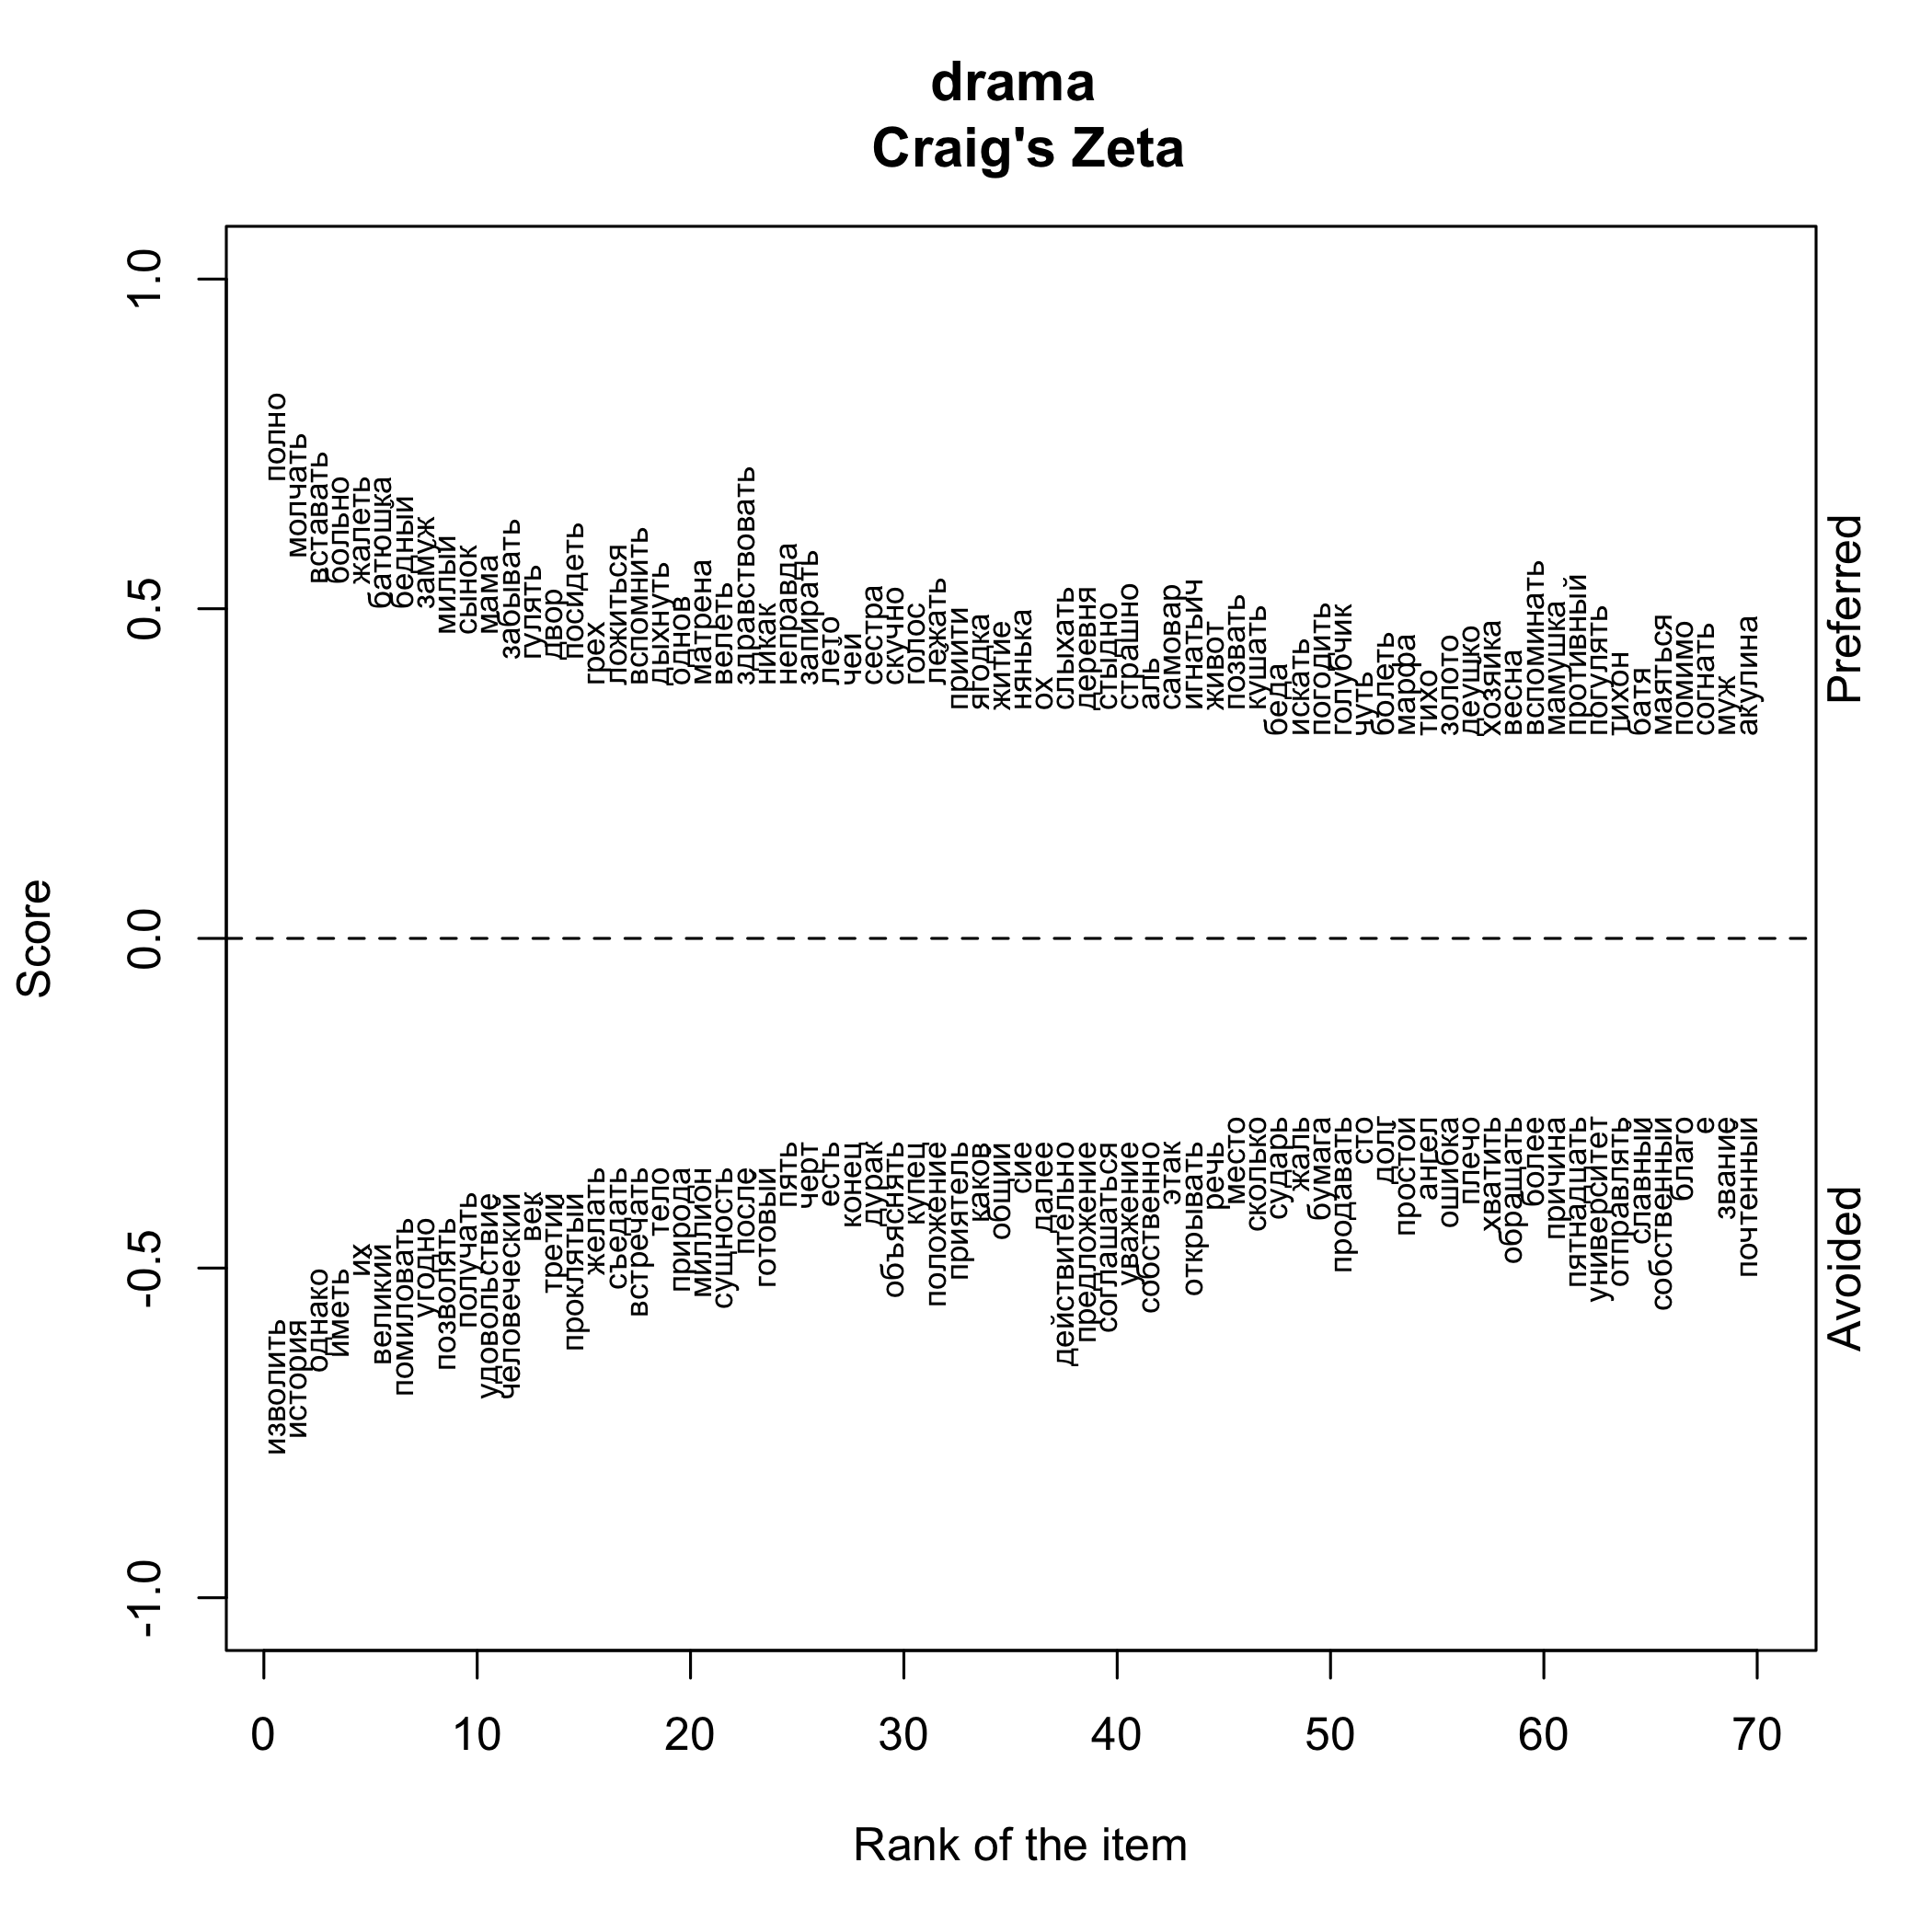 drama
Craig's Zeta
Score
1.0
0.5
0.0
-0.5
-1.0
Preferred
Avoided
полно
молчать
вставать
больно
жалеть
батюшка
бедный
замуж
милый
сынок
мама
забывать
гулять
двор
посидеть
грех
ложиться
вспомнить
дыхнуть
однов
матрена
велеть
здравствовать
никак
неправда
запирать
лето
чей
сестра
скучно
голос
лежать
прийти
ягодка
житие
нянька
ох
слыхать
деревня
стыдно
страшно
аль
самовар
игнатьич
живот
позвать
кушать
беда
искать
погодить
голубчик
чуть
болеть
марфа
тихо
золото
деушко
хозяйка
весна
вспоминать
мамушка
противный
погулять
тихон
батя
маяться
помимо
согнать
муж
акулина
изволить
история
однако
иметь
их
великий
помиловать
угодно
позволять
получать
удовольствие
человеческий
век
третий
проклятый
желать
съедать
встречать
тело
природа
миллион
сущность
после
готовый
пять
черт
есть
конец
дурак
объяснять
купец
положение
приятель
каков
общий
сие
далее
действительно
предложение
соглашаться
уважение
собственно
этак
открывать
речь
место
сколько
сударь
жаль
бумага
продавать
сто
долг
простой
ангел
ошибка
плечо
хватить
обращать
более
причина
пятнадцать
университет
отправлять
славный
собственный
благо
е
звание
почтенный
0 10 20 30 40 50 60 70
Rank of the item